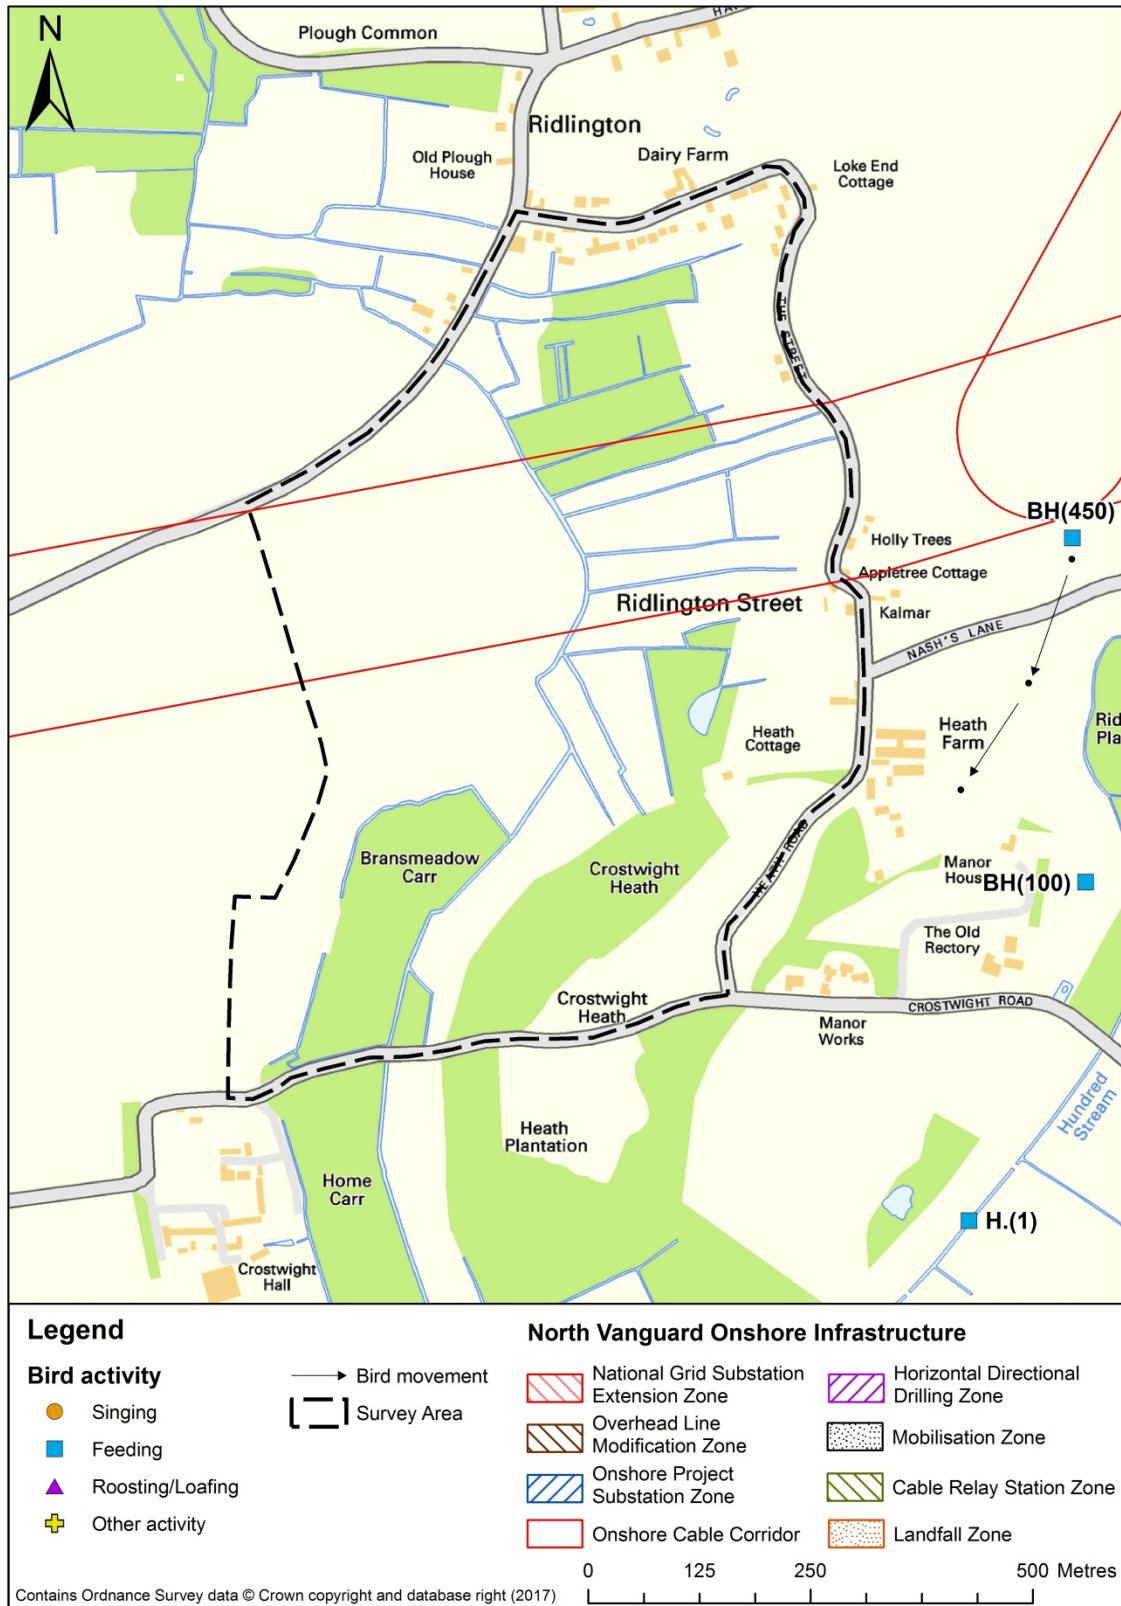 N
Plough Common
Ridlington
Old Plough
House
Dairy Farm
Loke End
Cottage
THE STREET
BH(450)
Holly Trees
Appletree Cottage
Ridlington Street
Kalmar
NASH'S LANE
Heath
Cottage
Heath
Farm
HEATH ROAD
Bransmeadow
Carr
Crostwight
Heath
Manor
BH(100)
The Old
Rectory
Crostwight
Heath
CROSTWIGHT ROAD
Manor
Works
Hundred
Stream
Heath
Plantation
Home
Carr
H.(1)
Crostwight
Hall
Legend
Bird activity
Singing
Feeding
Roosting/Loafing
Other activity
Bird movement
Survey Area
North Vanguard Onshore Infrastructure
National Grid Substation
Extension Zone
Overhead Line
Modification Zone
Onshore Project
Substation Zone
Onshore Cable Corridor
Horizontal Directional
Drilling Zone
Mobilisation Zone
Cable Relay Station Zone
Landfall Zone
0 125 250 500 Metres
Contains Ordnance Survey data © Crown copyright and database right (2017)